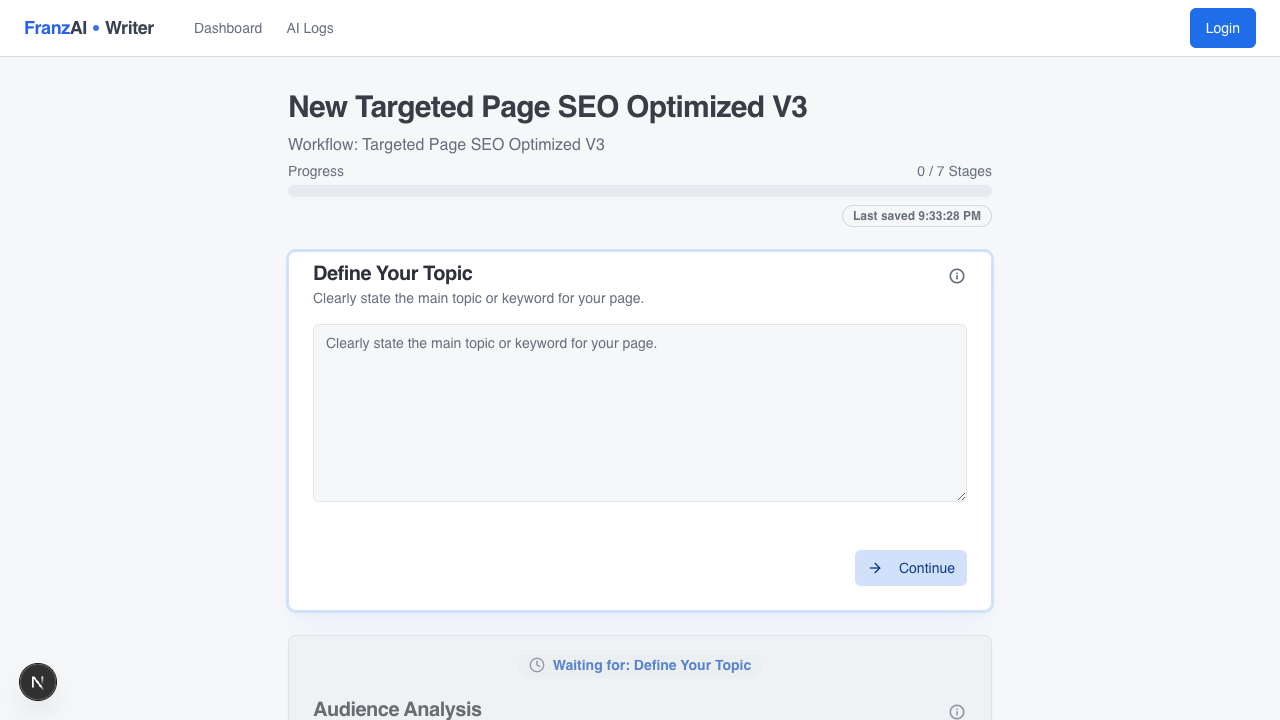 FranzAI • Writer
Dashboard
AI Logs
Login
New Targeted Page SEO Optimized V3
Workflow: Targeted Page SEO Optimized V3
Progress
0 / 7 Stages
Last saved 9:33:28 PM
Define Your Topic
Clearly state the main topic or keyword for your page.
Clearly state the main topic or keyword for your page.
Continue
Waiting for: Define Your Topic
N
Audience Analysis